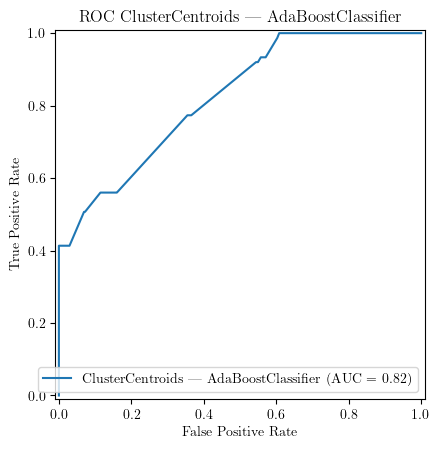 ROC ClusterCentroids — AdaBoostClassifier
1.0
0.8
0.6
0.4
0.2
0.0
True Positive Rate
ClusterCentroids — AdaBoostClassifier (AUC = 0.82)
0.0 0.2 0.4 0.6 0.8 1.0
False Positive Rate